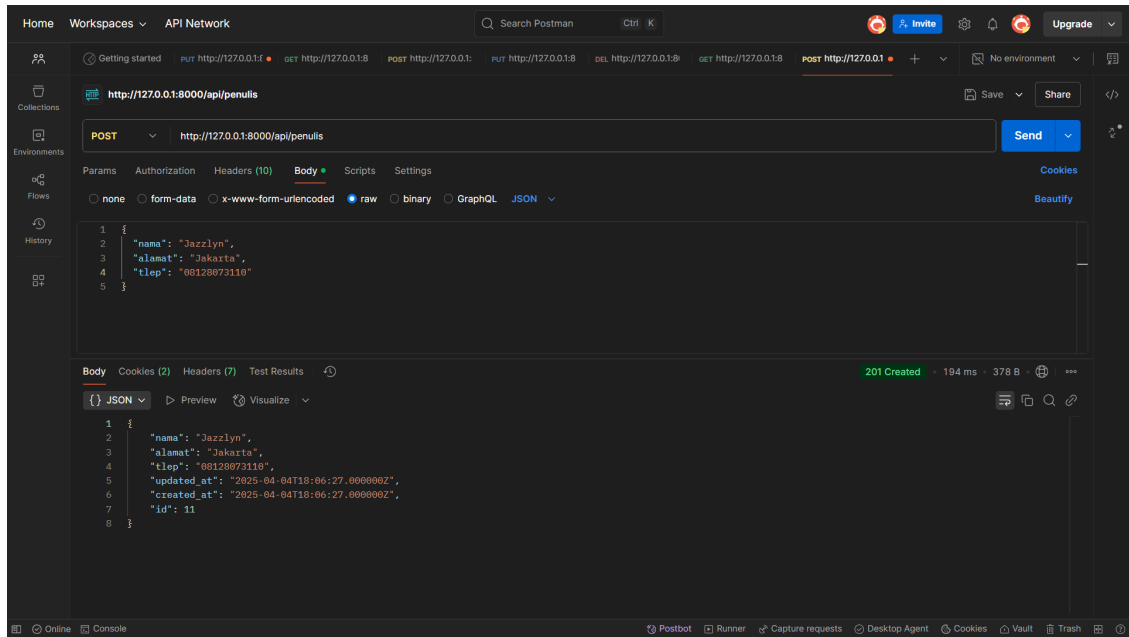 Home Workspaces API Network Search Postman Ctrl K Invite Upgrade
Getting started PUT http://127.0.0.1:8 GET http://127.0.0.1:8 POST http://127.0.0.1: PUT http://127.0.0.1:8 DEL http://127.0.0.1:8 GET http://127.0.0.1:8 POST http://127.0.0.1 No environment
HTTP http://127.0.0.1:8000/api/penulis Save Share
Collections
POST http://127.0.0.1:8000/api/penulis Send
Environments
Params Authorization Headers (10) Body Scripts Settings Cookies
Flows
none form-data x-www-form-urlencoded raw binary GraphQL JSON Beautify
History
1 {
2 "nama": "Jazzlyn",
3 "alamat": "Jakarta",
4 "tlep": "08128073110"
5 }
Body Cookies (2) Headers (7) Test Results 201 Created 194 ms 378 B
{} JSON Preview Visualize
1 {
2 "nama": "Jazzlyn",
3 "alamat": "Jakarta",
4 "tlep": "08128073110",
5 "updated_at": "2025-04-04T18:06:27.000000Z",
6 "created_at": "2025-04-04T18:06:27.000000Z",
7 "id": 11
8 }
Online Console Postbot Runner Capture requests Desktop Agent Cookies Vault Trash